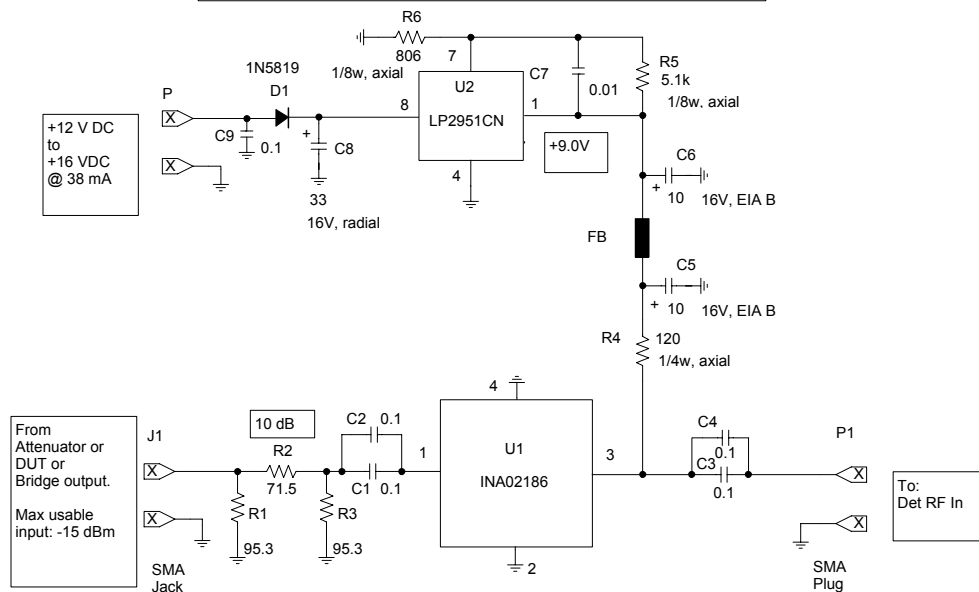 R6
806
1/8w, axial
7
C7
0.01
R5
5.1k
1/8w, axial
1N5819
D1
P
X
+12 V DC
to
+16 VDC
@ 38 mA
X
C9
0.1
+
C8
33
16V, radial
8
U2
LP2951CN
1
4
+9.0V
C6
+
10
16V, EIA B
FB
C5
+
10
16V, EIA B
R4
120
1/4w, axial
From
Attenuator or
DUT or
Bridge output.
Max usable
input: -15 dBm
J1
X
X
SMA
Jack
10 dB
R2
71.5
R1
95.3
R3
95.3
C2
0.1
C1
0.1
1
4
U1
INA02186
3
2
C4
0.1
C3
0.1
P1
X
X
SMA
Plug
To:
Det RF In